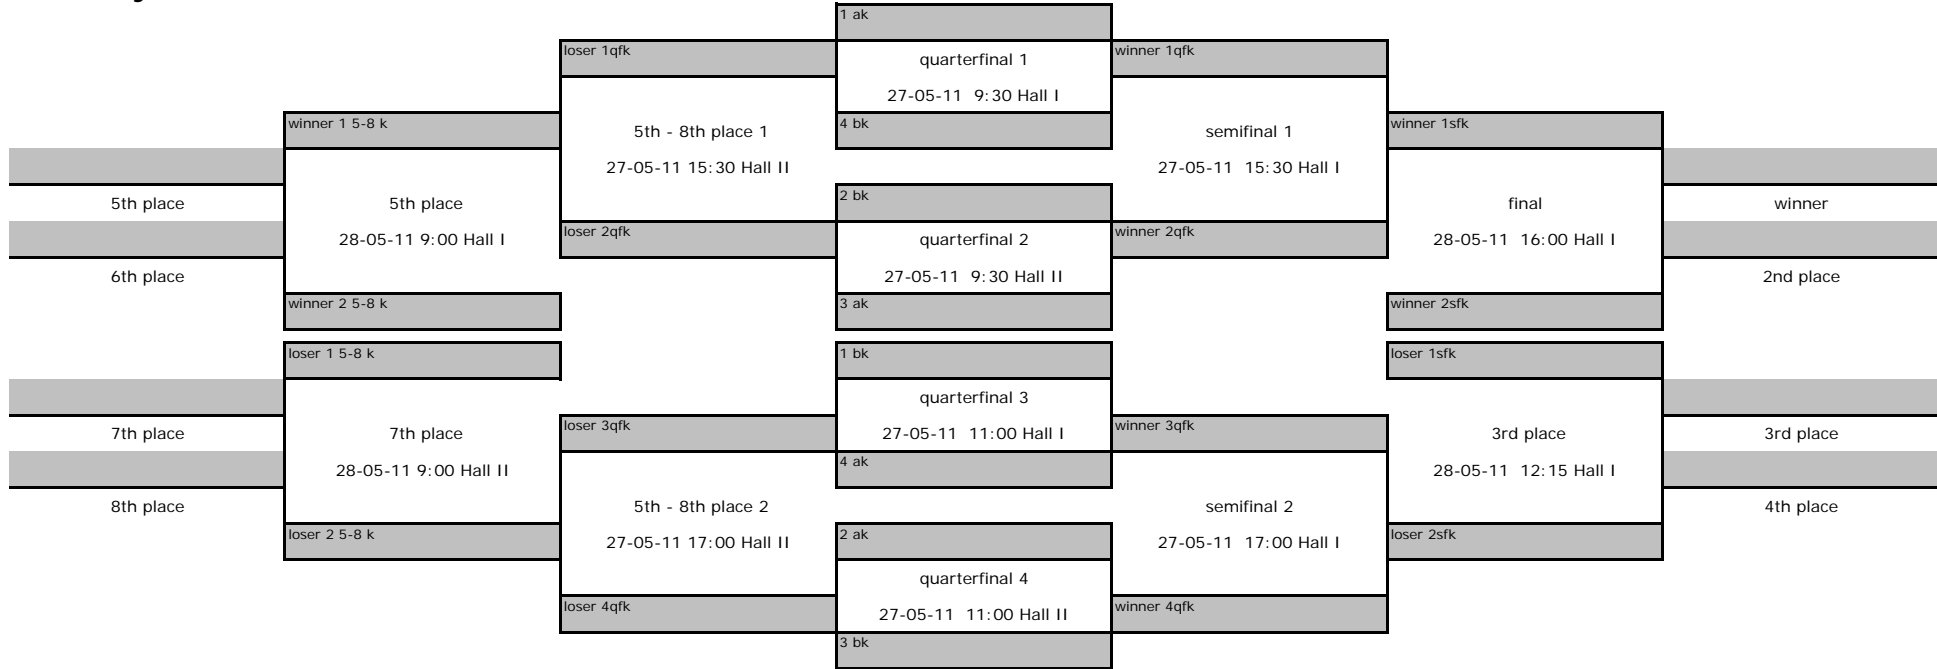 1 ak
loser 1qfk
quarterfinal 1
winner 1qfk
27-05-11 9:30 Hall I
winner 1 5-8 k
5th - 8th place 1
4 bk
semifinal 1
winner 1sfk
27-05-11 15:30 Hall II
27-05-11 15:30 Hall I
5th place
5th place
2 bk
final
winner
28-05-11 9:00 Hall I
loser 2qfk
quarterfinal 2
winner 2qfk
28-05-11 16:00 Hall I
6th place
27-05-11 9:30 Hall II
2nd place
winner 2 5-8 k
3 ak
winner 2sfk
loser 1 5-8 k
1 bk
loser 1sfk
quarterfinal 3
7th place
7th place
loser 3qfk
27-05-11 11:00 Hall I
winner 3qfk
3rd place
3rd place
28-05-11 9:00 Hall II
4 ak
28-05-11 12:15 Hall I
8th place
5th - 8th place 2
semifinal 2
4th place
loser 2 5-8 k
27-05-11 17:00 Hall II
2 ak
27-05-11 17:00 Hall I
loser 2sfk
quarterfinal 4
loser 4qfk
27-05-11 11:00 Hall II
winner 4qfk
3 bk